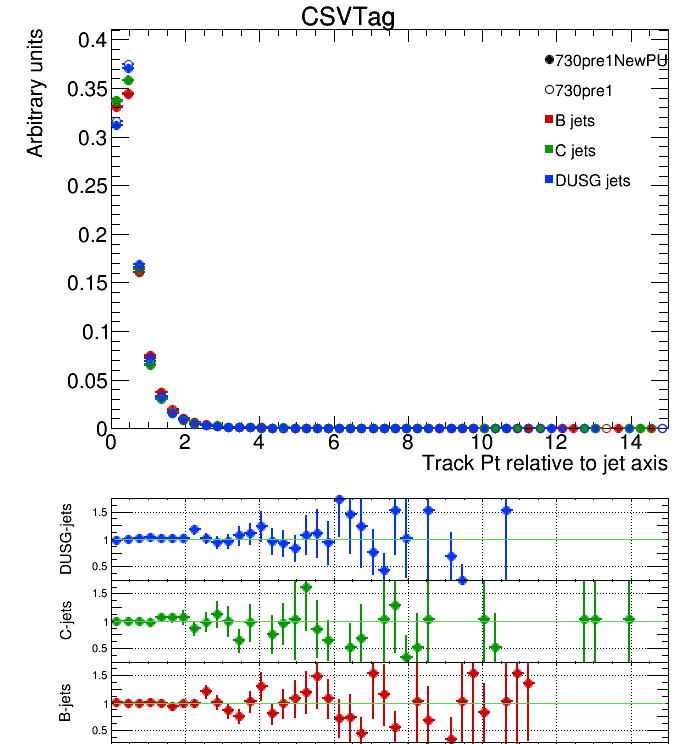 CSVTag
Arbitrary units
0.4
0.35
0.3
0.25
0.2
0.15
0.1
0.05
0
730pre1NewPU
730pre1
B jets
C jets
DUSG jets
0 2 4 6 8 10 12 14
Track Pt relative to jet axis
DUSG-jets
1.5
1
0.5
C-jets
1.5
1
0.5
B-jets
1.5
1
0.5